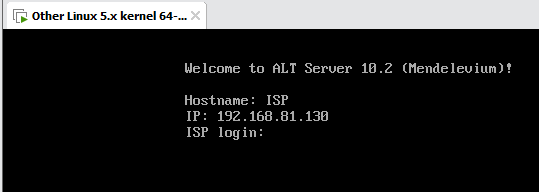 Other Linux 5.x kernel 64-...
Welcome to ALT Server 10.2 (Mendelevium)!
Hostname: ISP
IP: 192.168.81.130
ISP login: